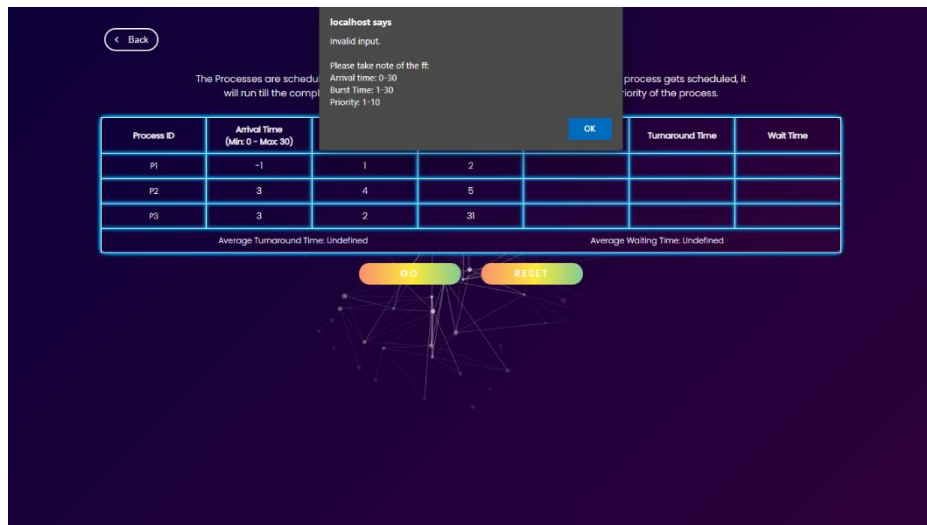 localhost says
Invalid input.
Please take note of the ff:
Arrival time: 0-30
Burst Time: 1-30
Priority: 1-10
OK
Back
The Processes are schedu process gets scheduled, it
will run till the compl iority of the process.
Process ID Arrival Time Turnaround Time Wait Time
(Min: 0 - Max: 30)
P1 -1 1 2
P2 3 4 5
P3 3 2 31
Average Turnaround Time: Undefined Average Waiting Time: Undefined
GO RESET